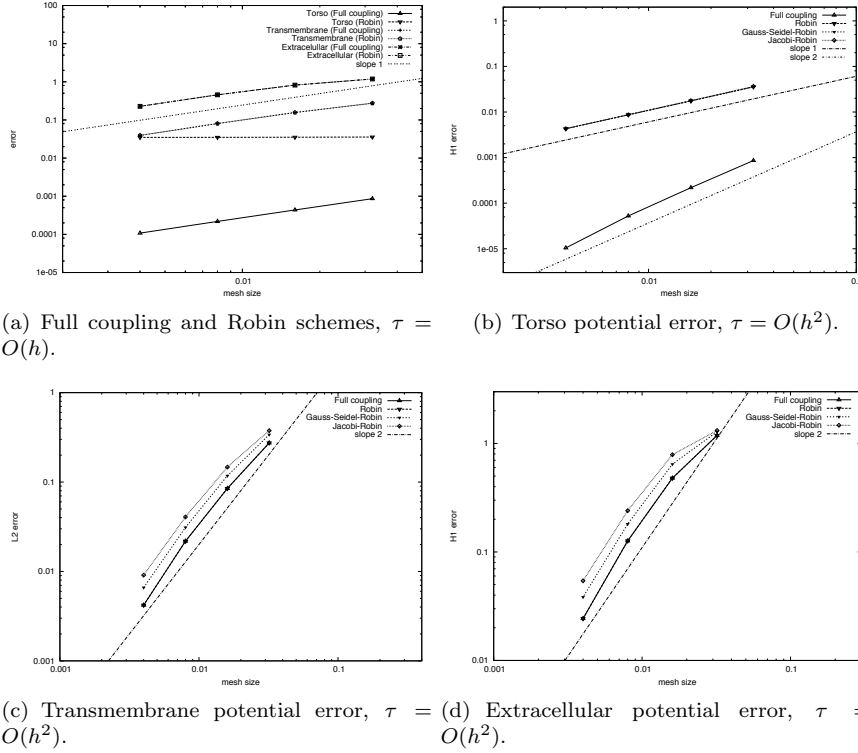 100
10
1
0.1
0.01
0.001
0.0001
1e-05
error
0.01
mesh size
Torso (Full coupling)
Torso (Robin)
Transmembrane (Full coupling)
Transmembrane (Robin)
Extracelullar (Full coupling)
Extracellular (Robin)
slope 1
1
0.1
0.01
0.001
0.0001
1e-05
H1 error
0.01
0.1
mesh size
Full coupling
Robin
Gauss-Seidel-Robin
Jacobi-Robin
slope 1
slope 2
(a) Full coupling and Robin schemes, τ =
O(h).
(b) Torso potential error, τ = O(h²).
1
0.1
0.01
0.001
L2 error
0.001
0.01
0.1
mesh size
Full coupling
Robin
Gauss-Seidel-Robin
Jacobi-Robin
slope 2
1
0.1
0.01
H1 error
0.001
0.01
0.1
mesh size
Full coupling
Robin
Gauss-Seidel-Robin
Jacobi-Robin
slope 2
(c) Transmembrane potential error, τ =
O(h²).
(d) Extracellular potential error, τ =
O(h²).